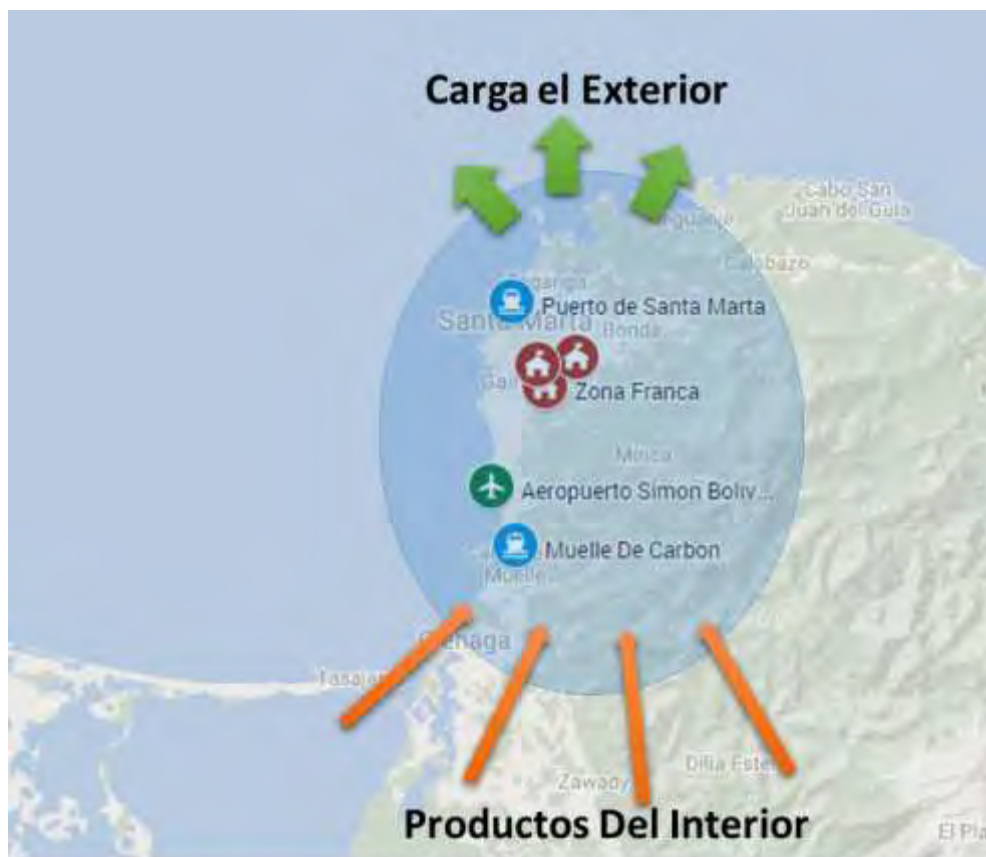 Carga el Exterior
Cabo San
Juan del Guia
Calabazo
Puerto de Santa Marta
Santa Marta
Bonda
Zona Franca
Minca
Aeropuerto Simon Boliv...
Muelle De Carbon
Muelle
Zawady
Productos Del Interior